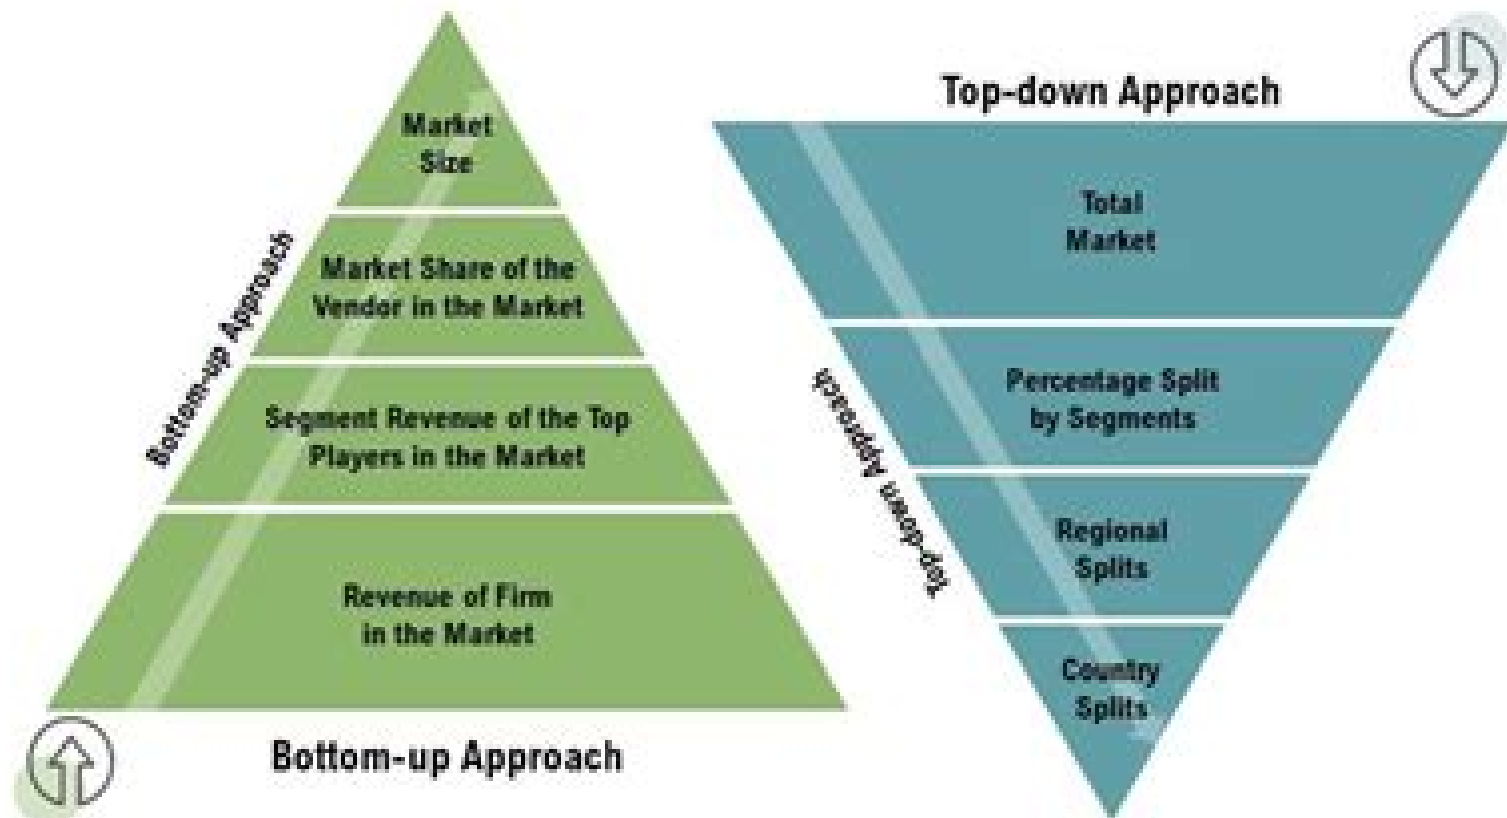 Market
Size
Market Share of the
Vendor in the Market
Segment Revenue of the Top
Players in the Market
Revenue of Firm
in the Market
Bottom-up Approach
Bottom-up Approach
Top-down Approach
Total
Market
Percentage Split
by Segments
Regional
Splits
Country
Splits
Top-down Approach